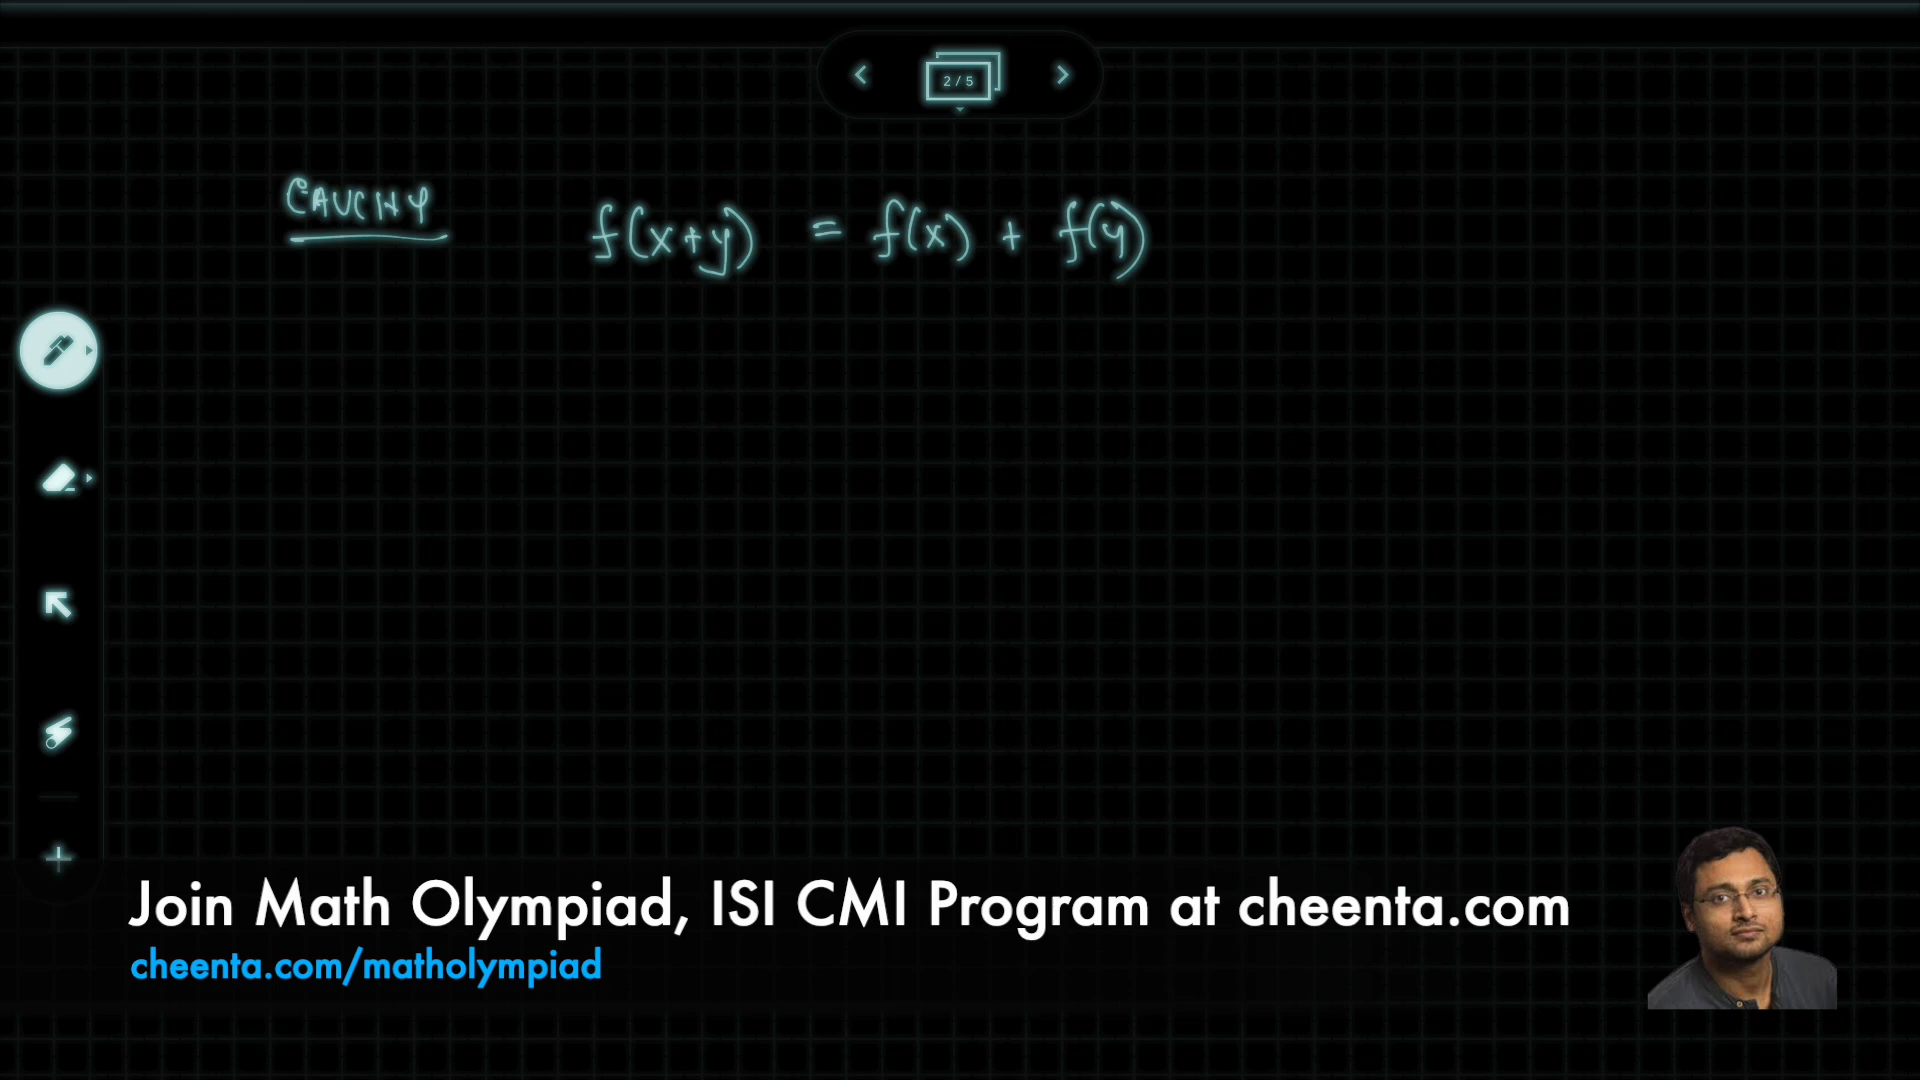 2 / 5
CAUCHY f(x+y) = f(x) + f(y)
Join Math Olympiad, ISI CMI Program at cheenta.com
cheenta.com/matholympiad